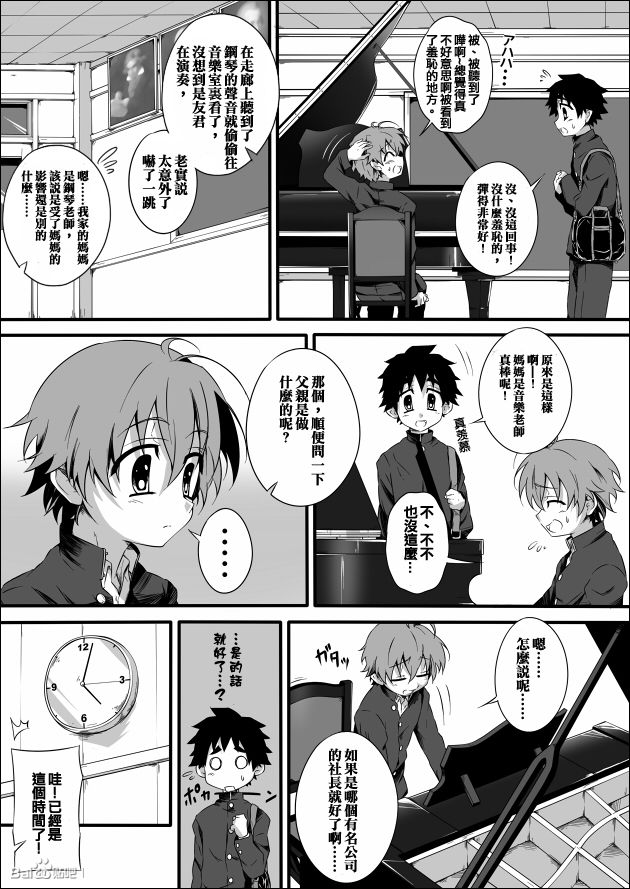 アハハ・・・
被、被聽到了
嘩啊~總覺得真
不好意思啊被看到
了羞恥的地方。
沒、沒這回事！
沒什麼羞恥的，
彈得非常好！
在走廊上聽到了
鋼琴的聲音就偷偷往
音樂室裏看了，
沒想到是友君
在演奏，
老實說
太意外了
嚇了一跳
嗯……我家的媽媽
是鋼琴老師，
該說是受了媽媽的
影響還是別的
什麼……
原來是這樣
啊——！
媽媽是音樂老師
真棒呢！
真羨慕
不、不不
也沒這麼…
那個，順便問一下
父親是做
什麼的呢？
・・・・・
嗯……
怎麼說呢……
ガタッ
如果是哪個有名公司
的社長就好了啊……
…是的話
就好了…？
ポカーン
12
3
6
9
哇！已經是
這個時間了！
Bai 贴吧